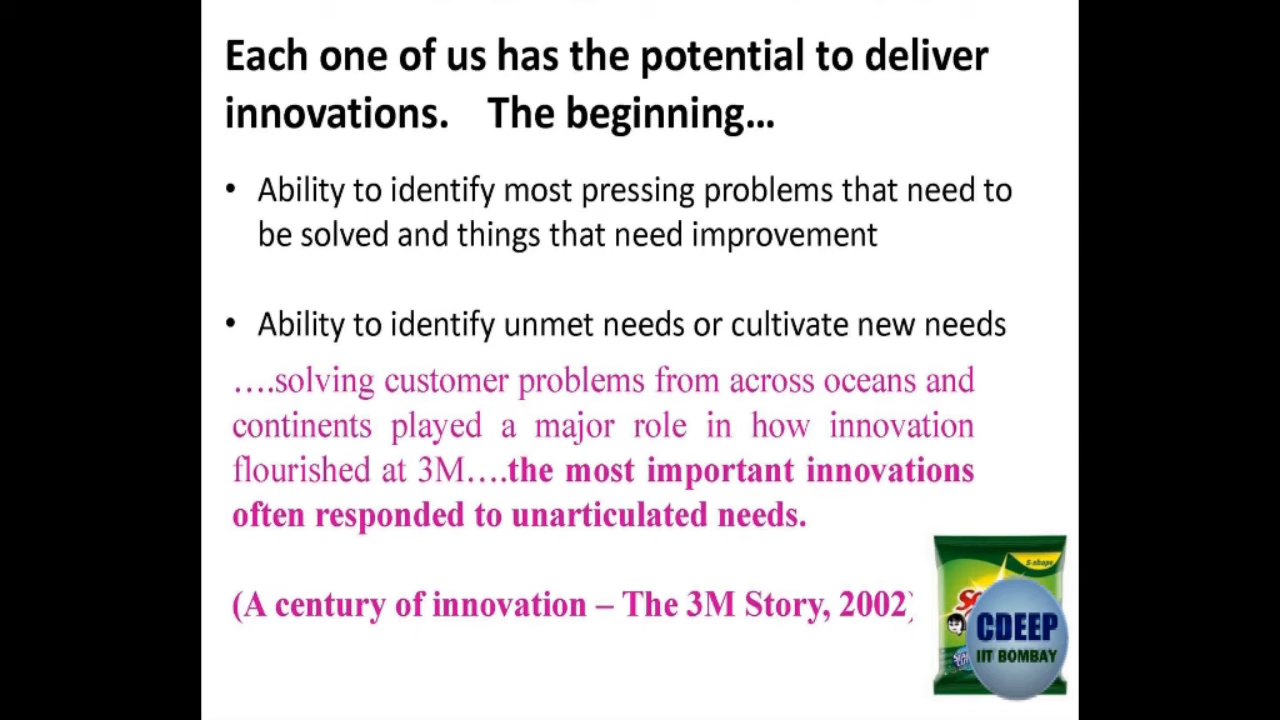 Each one of us has the potential to deliver
innovations. The beginning…
• Ability to identify most pressing problems that need to
be solved and things that need improvement
• Ability to identify unmet needs or cultivate new needs
….solving customer problems from across oceans and
continents played a major role in how innovation
flourished at 3M….the most important innovations
often responded to unarticulated needs.
(A century of innovation – The 3M Story, 2002)
CDEEP
IIT BOMBAY